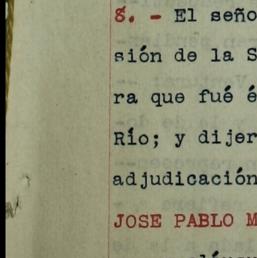 8. - El seño
sión de la S
ra que fué é
Río; y dijer
adjudicación
JOSE PABLO M